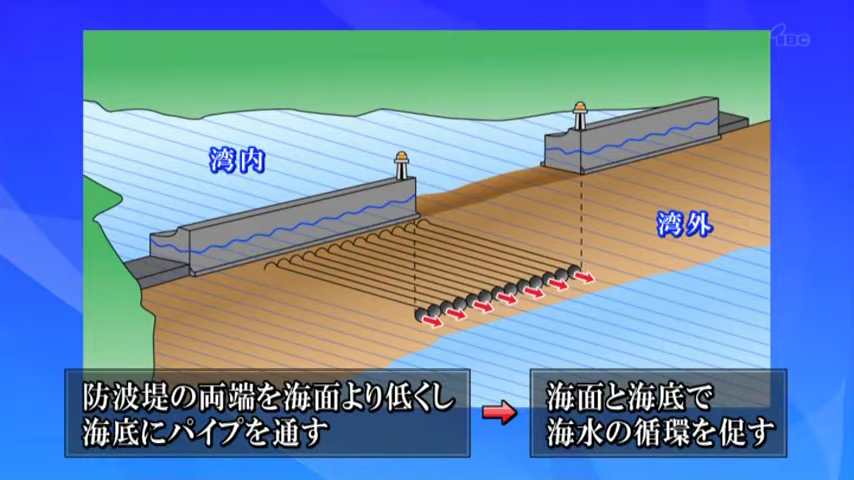 IBC
湾内
湾外
防波堤の両端を海面より低くし
海底にパイプを通す
海面と海底で
海水の循環を促す